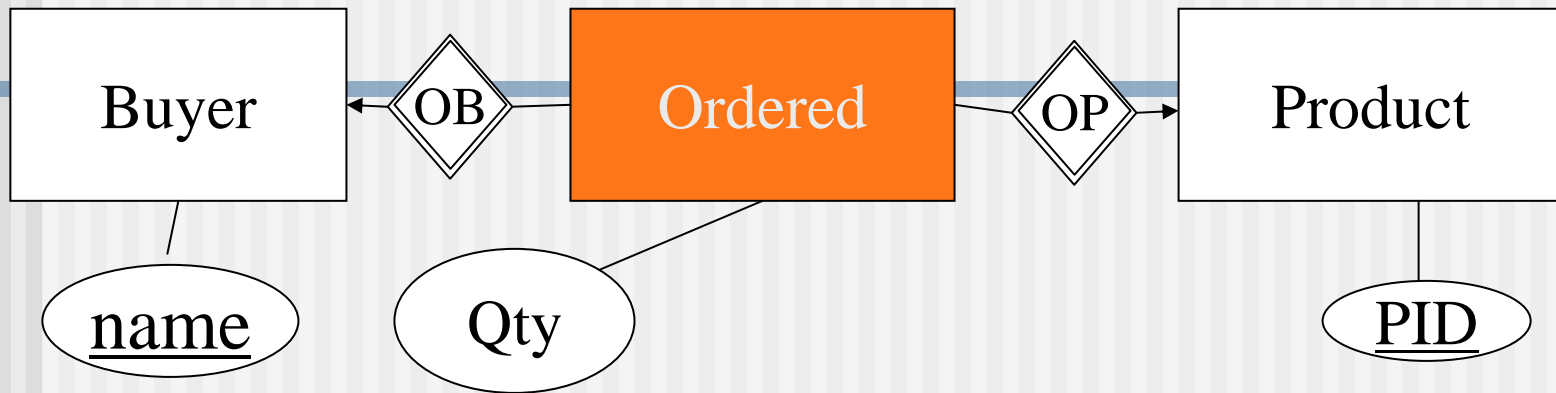 Buyer
OB
Ordered
OP
Product
name
Qty
PID